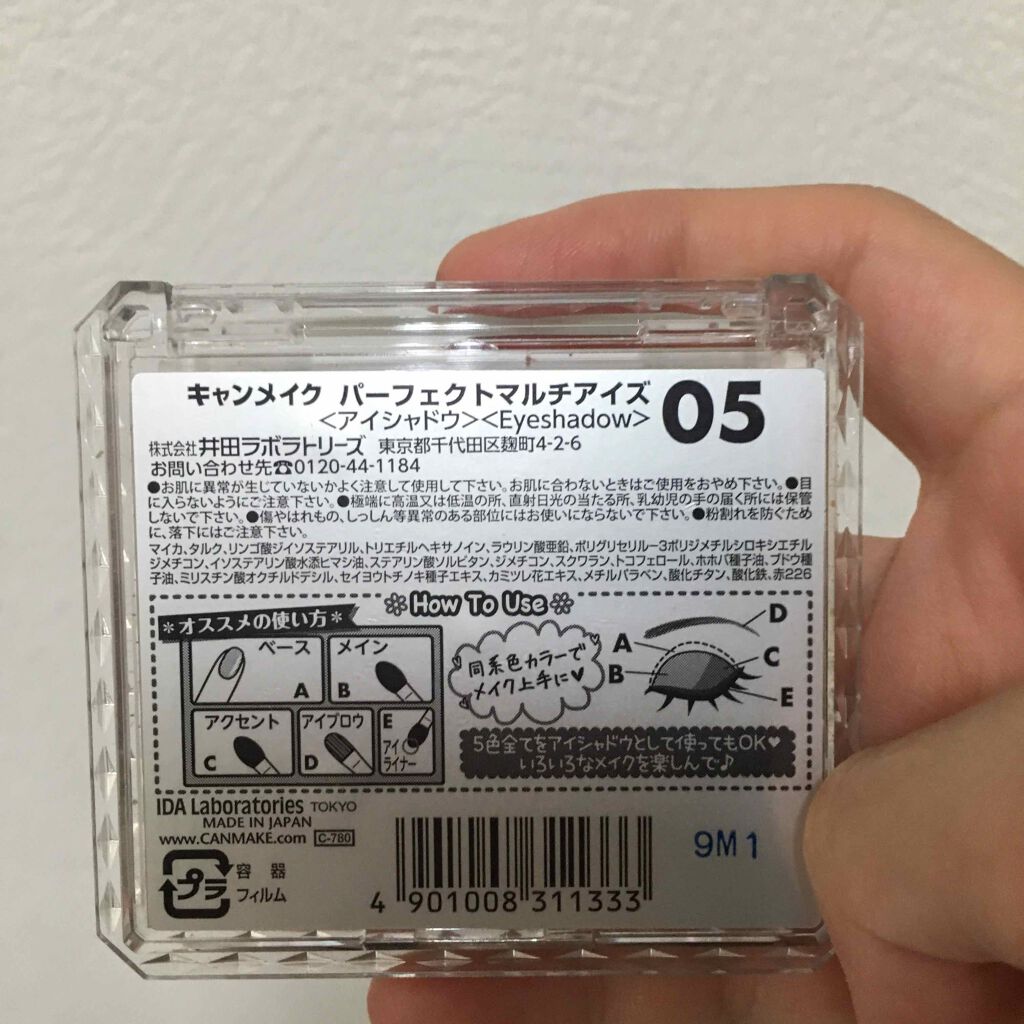 キャンメイク パーフェクトマルチアイズ
<アイシャドウ><Eyeshadow>
05
株式会社井田ラボラトリーズ 東京都千代田区麹町4-2-6
お問い合わせ先☎0120-44-1184
●お肌に異常が生じていないかよく注意して使用して下さい。お肌に合わないときはご使用をおやめ下さい。●目
に入らないようにご注意下さい。●極端に高温又は低温の所、直射日光の当たる所、乳幼児の手の届く所には保管
しないで下さい。●傷やはれもの、しっしん等異常のある部位にはお使いにならないで下さい。●粉割れを防ぐため
に、落下にはご注意下さい。
マイカ、タルク、リンゴ酸ジイソステアリル、トリエチルヘキサノイン、ラウリン酸亜鉛、ポリグリセリルー3ポリジメチルシロキシエチル
ジメチコン、イソステアリン酸水添ヒマシ油、ステアリン酸ソルビタン、ジメチコン、スクワラン、トコフェロール、ホホバ種子油、ブドウ種
子油、ミリスチン酸オクチルドデシル、セイヨウトチノキ種子エキス、カミツレ花エキス、メチルパラベン、酸化チタン、酸化鉄、赤226
How To Use
*オススメの使い方*
ベース
A
メイン
B
アクセント
C
アイブロウ
D
E
アイ
ライナー
同系色カラーで
メイク上手に♥
A
B
D
C
E
5色全てをアイシャドウとして使ってもOK♥
いろいろなメイクを楽しんで♪
IDA Laboratories TOKYO
MADE IN JAPAN
www.CANMAKE.com C-780
プラ
容器
フィルム
4 901008 311333
9M1